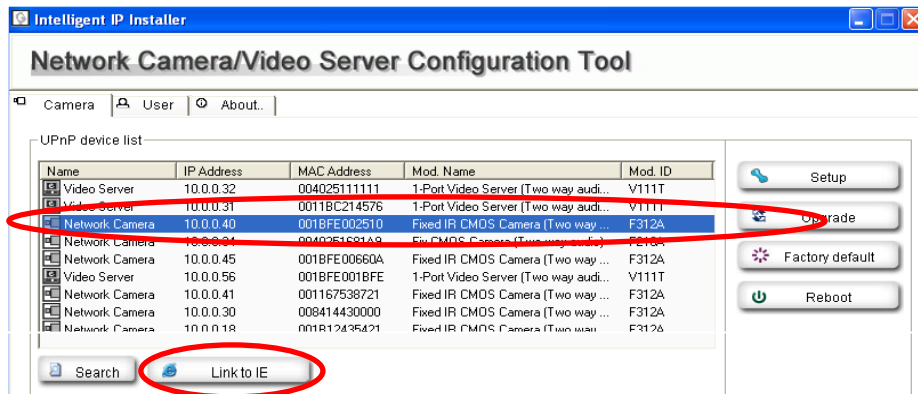 Intelligent IP Installer
Network Camera/Video Server Configuration Tool
Camera User About..
UPnP device list
Name IP Address MAC Address Mod. Name Mod. ID
Video Server 10.0.0.32 004025111111 1-Port Video Server (Two way audi... V111T
Video Server 10.0.0.31 0011BC214576 1-Port Video Server (Two way audi... V111T
Network Camera 10.0.0.40 001BFE002510 Fixed IR CMOS Camera (Two way ... F312A
Network Camera CMOS Camera (Two way audio)
Network Camera 10.0.0.45 001BFE00660A Fixed IR CMOS Camera (Two way ... F312A
Video Server 10.0.0.56 001BFE001BFE 1-Port Video Server (Two way audi... V111T
Network Camera 10.0.0.41 001167538721 Fixed IR CMOS Camera (Two way ... F312A
Network Camera 10.0.0.30 008414430000 Fixed IR CMOS Camera (Two way ... F312A
Network Camera 10.0.0.18 001B12435421 Fixed IR CMOS Camera (Two way F312A
Setup
Upgrade
Factory default
Reboot
Search Link to IE